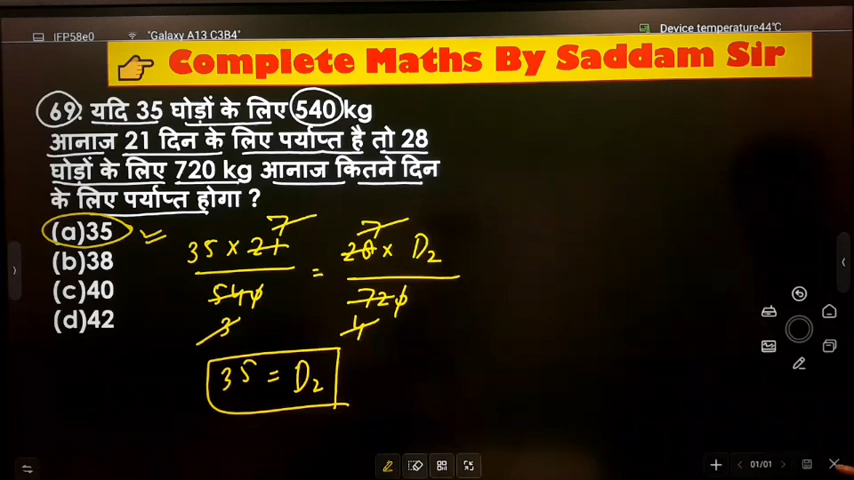 IFP58e0
"Galaxy A13 C3B4"
Device temperature44℃
👉 Complete Maths By Saddam Sir
69. यदि 35 घोड़ों के लिए 540 kg
आनाज 21 दिन के लिए पर्याप्त है तो 28
घोड़ों के लिए 720 kg आनाज कितने दिन
के लिए पर्याप्त होगा ?
(a)35
(b)38
(c)40
(d)42
7 7
35 × 21 = 28 × D₂
540 720
3 4
35 = D₂
01/01